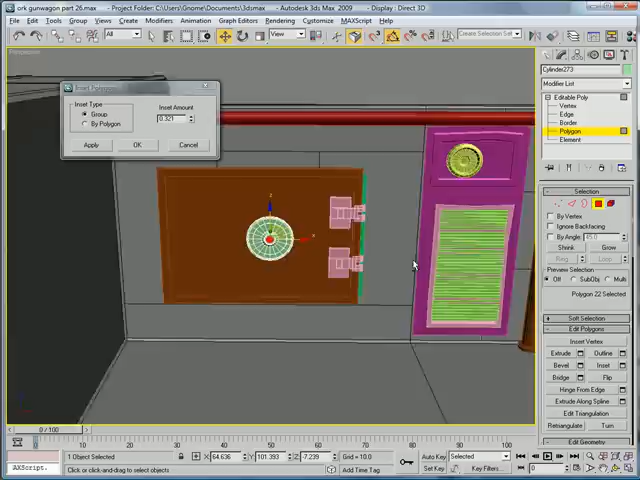 ork gunwagon part 26.max - Project Folder: C:\Users\Gnome\Documents\3dsmax - Autodesk 3ds Max 2009 - Display : Direct 3D
File Edit Tools Group Views Create Modifiers Animation Graph Editors Rendering Customize MAXScript Help
All View Create Selection Set
Perspective
Inset Polygons
Inset Type
Group
By Polygon
Inset Amount
0.321
Apply OK Cancel
Cylinder273
Modifier List
Editable Poly
Vertex
Edge
Border
Polygon
Element
Selection
By Vertex
Ignore Backfacing
By Angle: 45.0
Shrink Grow
Ring Loop
Preview Selection
Off SubObj Multi
Polygon 22 Selected
Soft Selection
Edit Polygons
Insert Vertex
Extrude Outline
Bevel Inset
Bridge Flip
Hinge From Edge
Extrude Along Spline
Edit Triangulation
Retriangulate Turn
Edit Geometry
0 / 100
0 10 20 30 40 50 60 70 80 90 100
AXScript. 1 Object Selected X: 64.636 Y: 101.393 Z: -7.239 Grid = 10.0 Auto Key Selected
Click or click-and-drag to select objects Add Time Tag Set Key Key Filters... 0